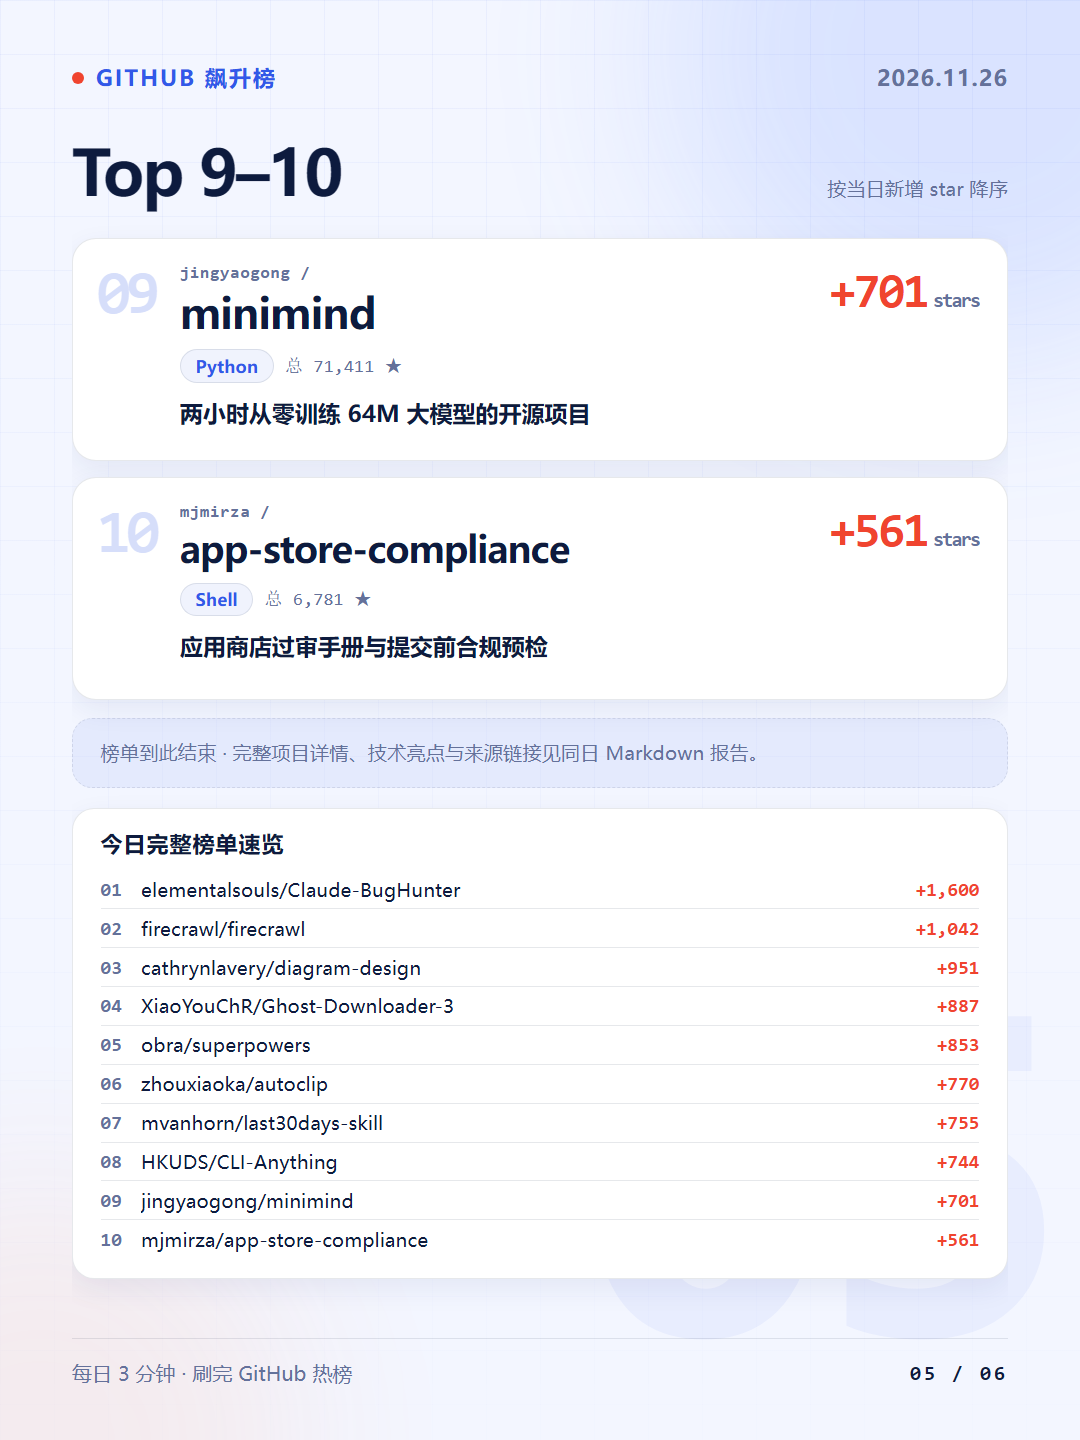 GITHUB 飙升榜
2026.11.26
Top 9–10
按当日新增 star 降序
09
jingyaogong /
minimind
+701 stars
Python 总 71,411 ★
两小时从零训练 64M 大模型的开源项目
10
mjmirza /
app-store-compliance
+561 stars
Shell 总 6,781 ★
应用商店过审手册与提交前合规预检
榜单到此结束 · 完整项目详情、技术亮点与来源链接见同日 Markdown 报告。
今日完整榜单速览
01 elementalsouls/Claude-BugHunter +1,600
02 firecrawl/firecrawl +1,042
03 cathrynlavery/diagram-design +951
04 XiaoYouChR/Ghost-Downloader-3 +887
05 obra/superpowers +853
06 zhouxiaoka/autoclip +770
07 mvanhorn/last30days-skill +755
08 HKUDS/CLI-Anything +744
09 jingyaogong/minimind +701
10 mjmirza/app-store-compliance +561
05
每日 3 分钟 · 刷完 GitHub 热榜
05 / 06